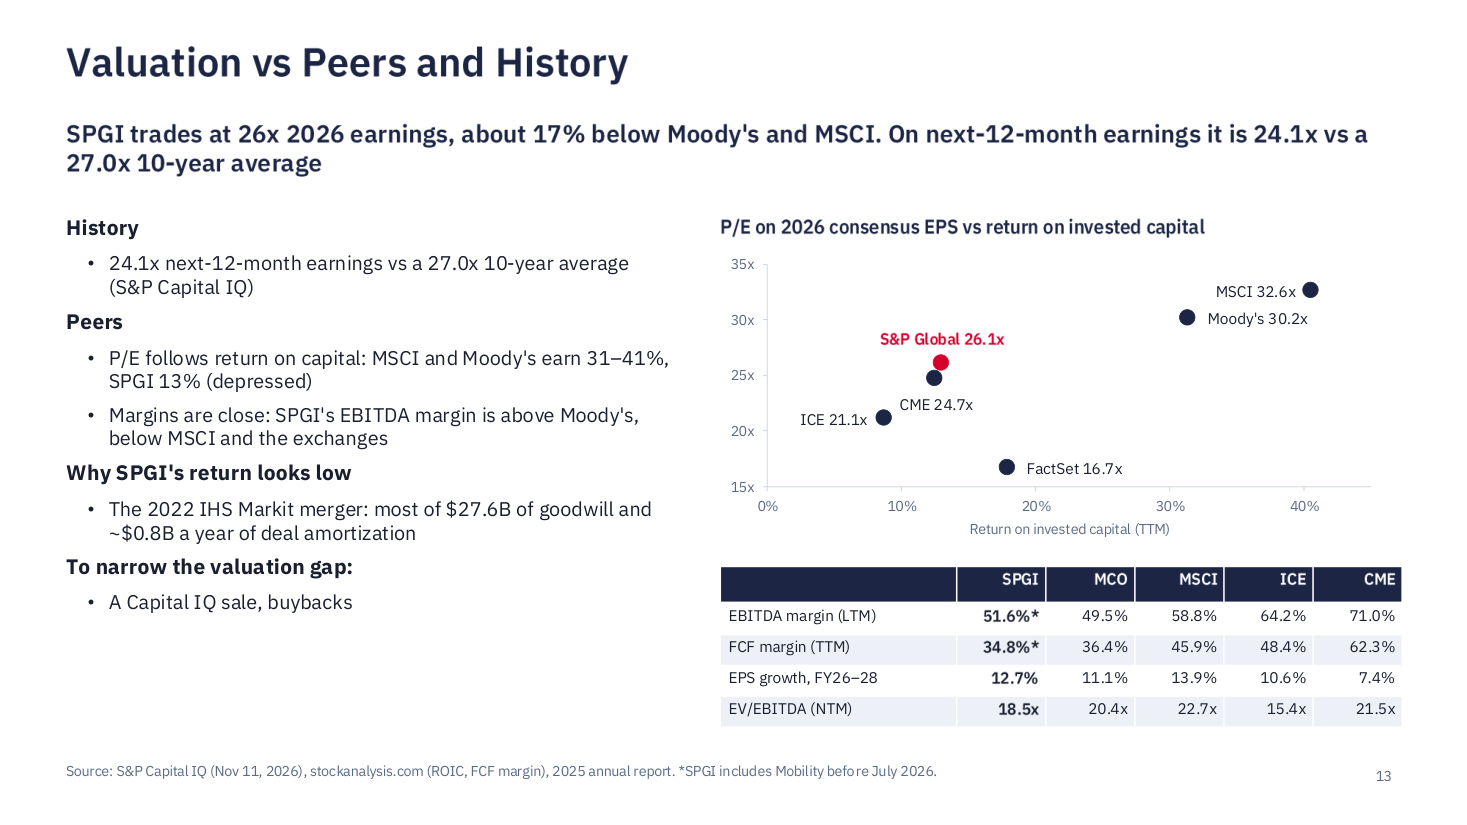 Valuation vs Peers and History
SPGI trades at 26x 2026 earnings, about 17% below Moody's and MSCI. On next-12-month earnings it is 24.1x vs a
27.0x 10-year average
History
• 24.1x next-12-month earnings vs a 27.0x 10-year average
(S&P Capital IQ)
Peers
• P/E follows return on capital: MSCI and Moody's earn 31–41%,
SPGI 13% (depressed)
• Margins are close: SPGI's EBITDA margin is above Moody's,
below MSCI and the exchanges
Why SPGI's return looks low
• The 2022 IHS Markit merger: most of $27.6B of goodwill and
~$0.8B a year of deal amortization
To narrow the valuation gap:
• A Capital IQ sale, buybacks
P/E on 2026 consensus EPS vs return on invested capital
35x
30x
25x
20x
15x
MSCI 32.6x
Moody's 30.2x
S&P Global 26.1x
CME 24.7x
ICE 21.1x
FactSet 16.7x
0% 10% 20% 30% 40%
Return on invested capital (TTM)
SPGI MCO MSCI ICE CME
EBITDA margin (LTM) 51.6%* 49.5% 58.8% 64.2% 71.0%
FCF margin (TTM) 34.8%* 36.4% 45.9% 48.4% 62.3%
EPS growth, FY26–28 12.7% 11.1% 13.9% 10.6% 7.4%
EV/EBITDA (NTM) 18.5x 20.4x 22.7x 15.4x 21.5x
Source: S&P Capital IQ (Nov 11, 2026), stockanalysis.com (ROIC, FCF margin), 2025 annual report. *SPGI includes Mobility before July 2026.
13